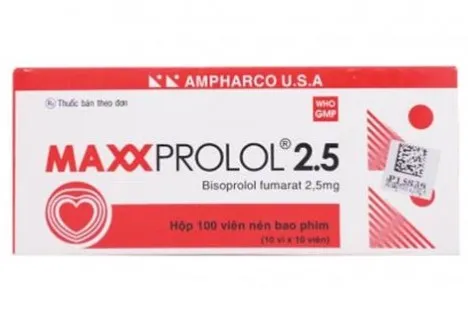 AMPHARCO U.S.A
Rx Thuốc bán theo đơn
WHO
GMP
MAXXPROLOL® 2.5
Bisoprolol fumarat 2,5mg
P15838
Hộp 100 viên nén bao phim
(10 vỉ x 10 viên)